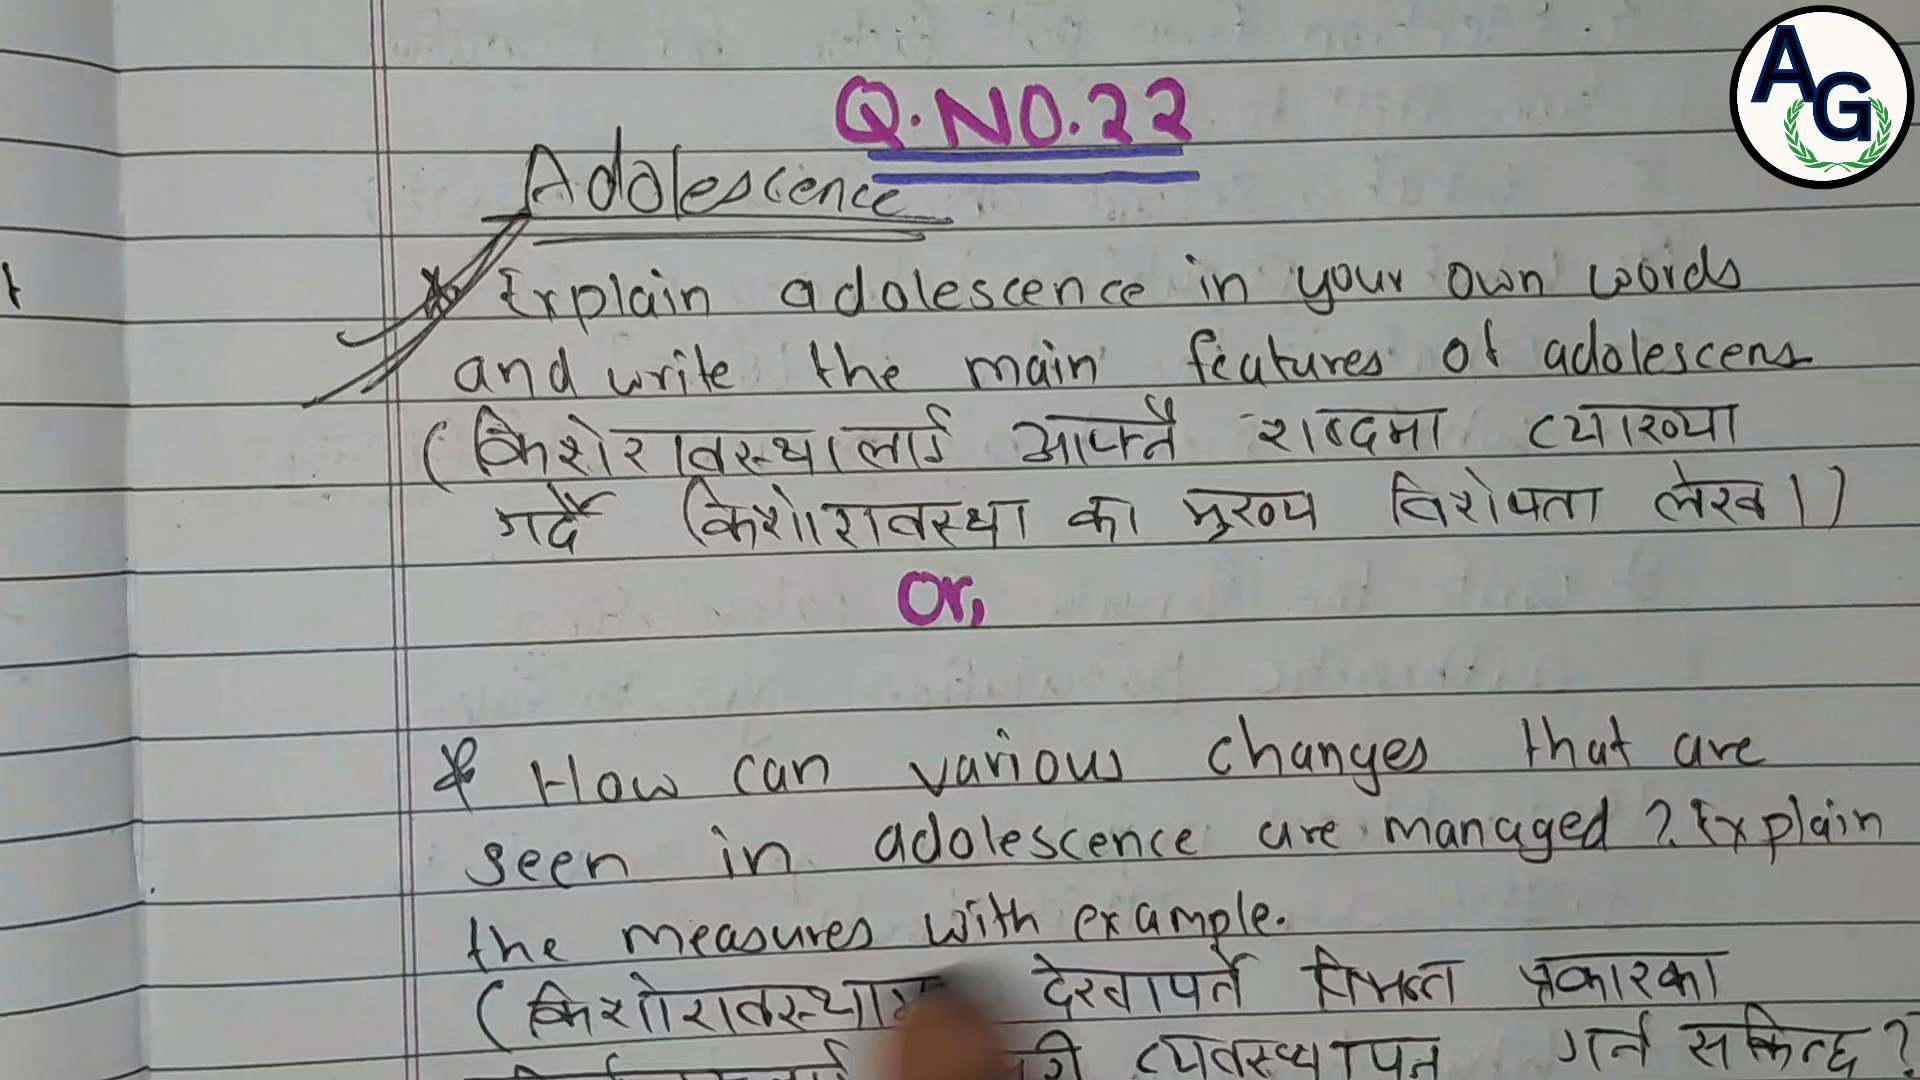 AG
Q.NO.22
Adolescence
* Explain adolescence in your own words
and write the main features of adolescens
(किशोरावस्थालाई आफ्नै शब्दमा व्याख्या
गर्दै किशोरावस्था का मुख्य विशेषता लेख।)
Or,
* How can various changes that are
seen in adolescence are managed? Explain
the measures with example.
(किशोरावस्थामा देखापर्ने विभिन्न प्रकारका
व्यवस्थापन गर्न सकिन्छ?